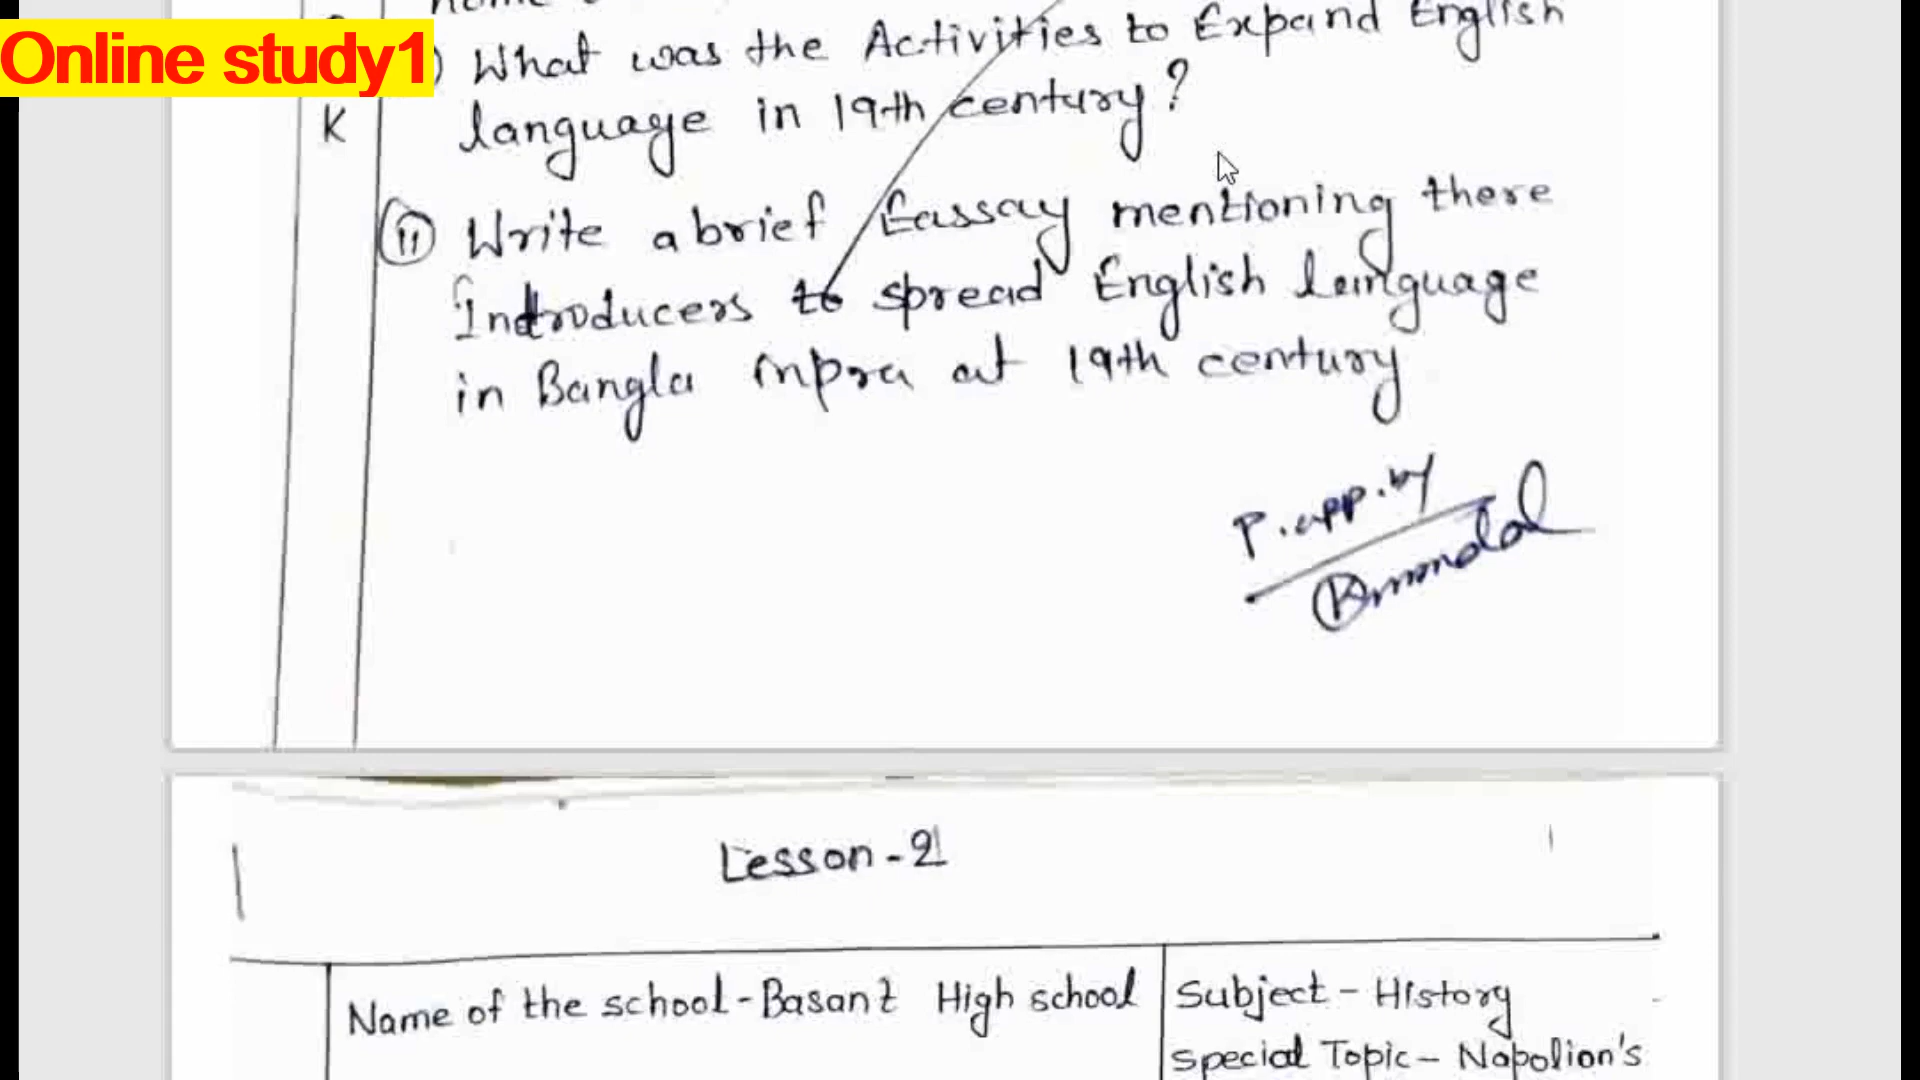 Online study1
) What was the Activities to Expand English
K
language in 19th century?
(ii) Write a brief Eassay mentioning there
Introducers to spread English language
in Bangla at 19th century
P. app. by
Lesson - 2
Name of the school - Basant High school
Subject - History
Special Topic - Napolion's